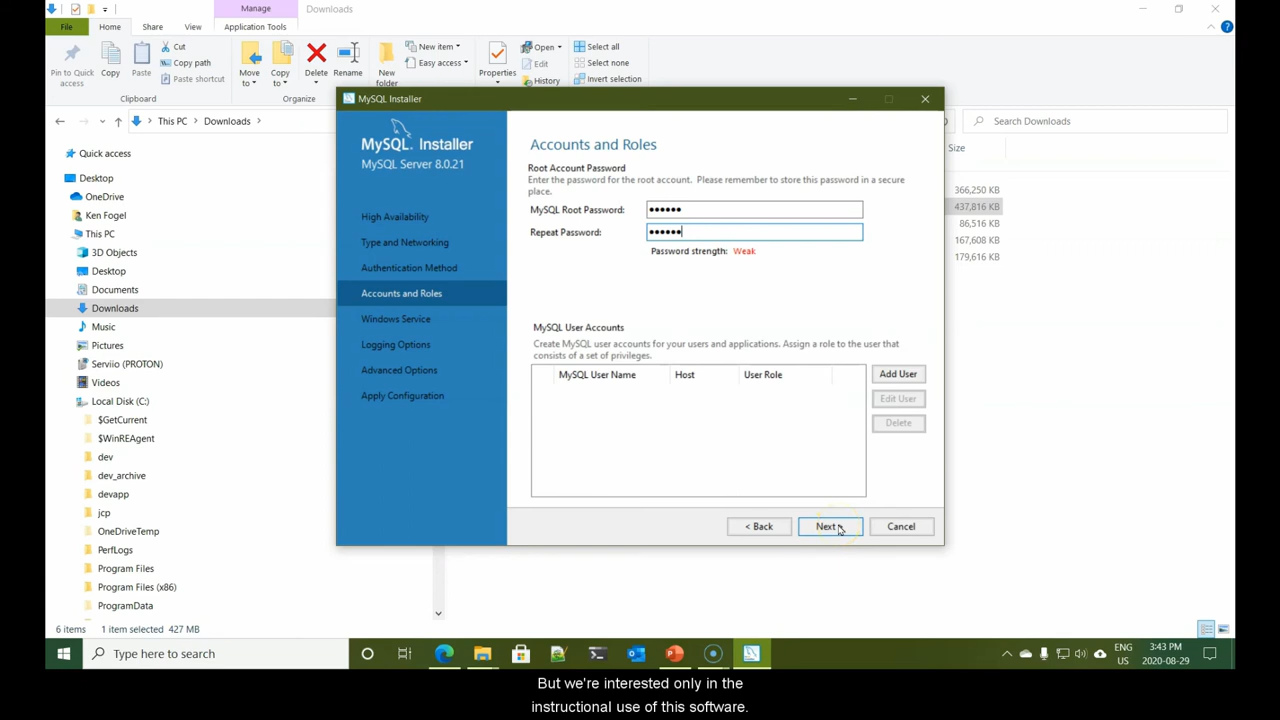 Manage
Downloads
File
Home
Share
View
Application Tools
Pin to Quick
access
Copy
Paste
Cut
Copy path
Paste shortcut
Clipboard
Move
to
Copy
to
Delete
Rename
Organize
New
folder
New item
Easy access
Properties
Open
Edit
History
Select all
Select none
Invert selection
This PC
Downloads
Search Downloads
Size
366,250 KB
437,816 KB
86,516 KB
167,608 KB
179,616 KB
Quick access
Desktop
OneDrive
Ken Fogel
This PC
3D Objects
Desktop
Documents
Downloads
Music
Pictures
Serviio (PROTON)
Videos
Local Disk (C:)
$GetCurrent
$WinREAgent
dev
dev_archive
devapp
jcp
OneDriveTemp
PerfLogs
Program Files
Program Files (x86)
ProgramData
6 items
1 item selected 427 MB
MySQL Installer
MySQL. Installer
MySQL Server 8.0.21
High Availability
Type and Networking
Authentication Method
Accounts and Roles
Windows Service
Logging Options
Advanced Options
Apply Configuration
Accounts and Roles
Root Account Password
Enter the password for the root account. Please remember to store this password in a secure
place.
MySQL Root Password:
Repeat Password:
Password strength: Weak
MySQL User Accounts
Create MySQL user accounts for your users and applications. Assign a role to the user that
consists of a set of privileges.
MySQL User Name
Host
User Role
Add User
Edit User
Delete
< Back
Next >
Cancel
Type here to search
ENG
US
3:43 PM
2020-08-29
But we're interested only in the
instructional use of this software.